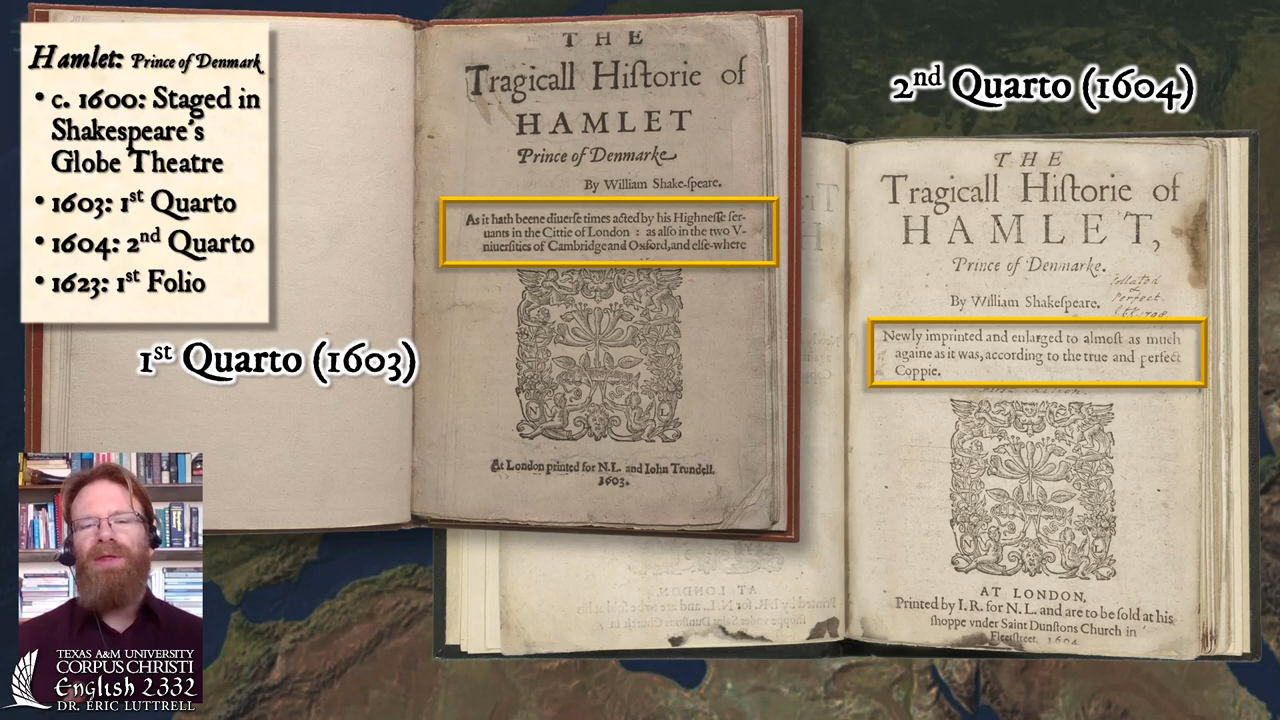 Hamlet: Prince of Denmark
• c. 1600: Staged in
Shakespeare's
Globe Theatre
• 1603: 1st Quarto
• 1604: 2nd Quarto
• 1623: 1st Folio
1st Quarto (1603)
THE
Tragicall Hiſtorie of
HAMLET
Prince of Denmarke
By William Shake-ſpeare.
As it hath beene diuerſe times acted by his Highneſſe ſer-
uants in the Cittie of London : as alſo in the two V-
niuerſities of Cambridge and Oxford, and elſe-where
N L
At London printed for N.L. and Iohn Trundell.
1603.
2nd Quarto (1604)
THE
Tragicall Hiſtorie of
HAMLET,
Prince of Denmarke.
By William Shakeſpeare.
Collated
&
Perfect
Newly imprinted and enlarged to almoſt as much
againe as it was, according to the true and perfect
Coppie.
N L
AT LONDON,
Printed by I.R. for N.L. and are to be ſold at his
ſhoppe vnder Saint Dunſtons Church in
Fleetſtreet. 1604
TEXAS A&M UNIVERSITY
CORPUS CHRISTI
English 2332
DR. ERIC LUTTRELL